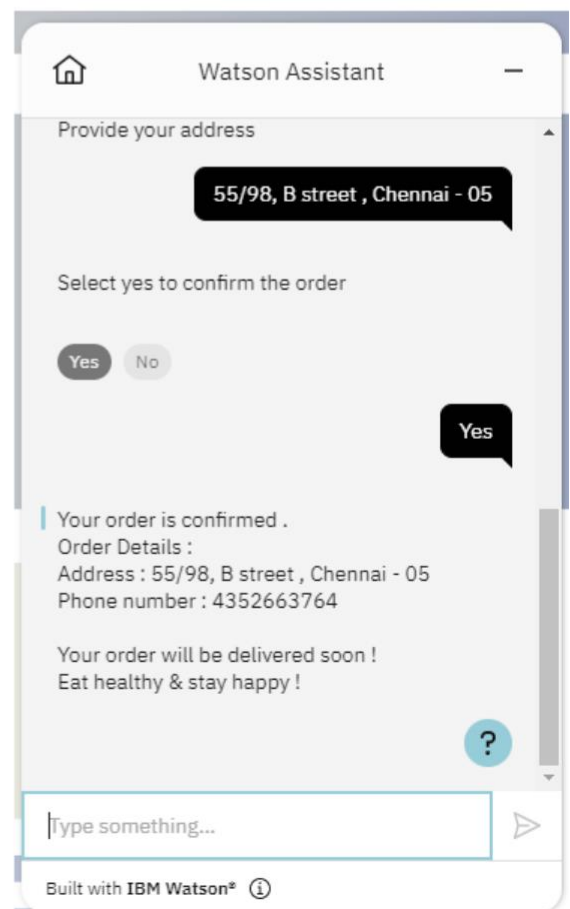 Watson Assistant
Provide your address
55/98, B street , Chennai - 05
Select yes to confirm the order
Yes No
Yes
Your order is confirmed .
Order Details :
Address : 55/98, B street , Chennai - 05
Phone number : 4352663764
Your order will be delivered soon !
Eat healthy & stay happy !
?
Type something...
Built with IBM Watson®